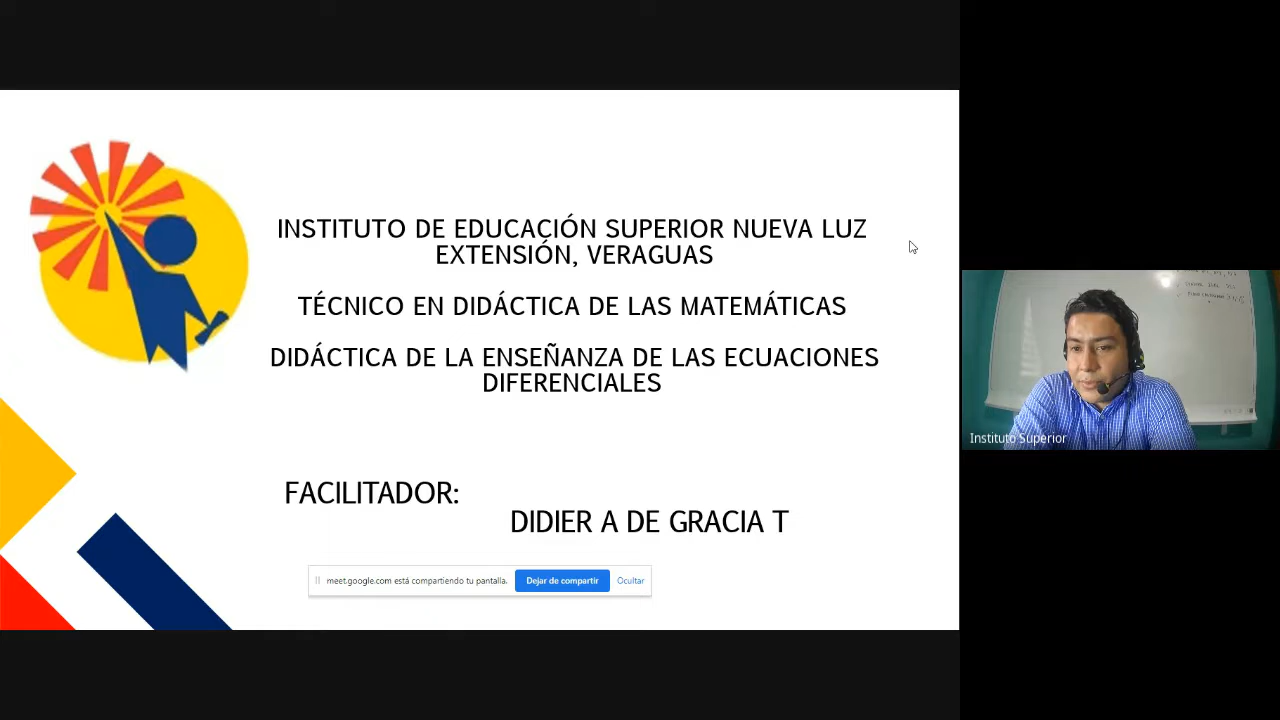 INSTITUTO DE EDUCACIÓN SUPERIOR NUEVA LUZ
EXTENSIÓN, VERAGUAS
TÉCNICO EN DIDÁCTICA DE LAS MATEMÁTICAS
DIDÁCTICA DE LA ENSEÑANZA DE LAS ECUACIONES
DIFERENCIALES
FACILITADOR:
DIDIER A DE GRACIA T
meet.google.com está compartiendo tu pantalla.
Dejar de compartir
Ocultar
Instituto Superior